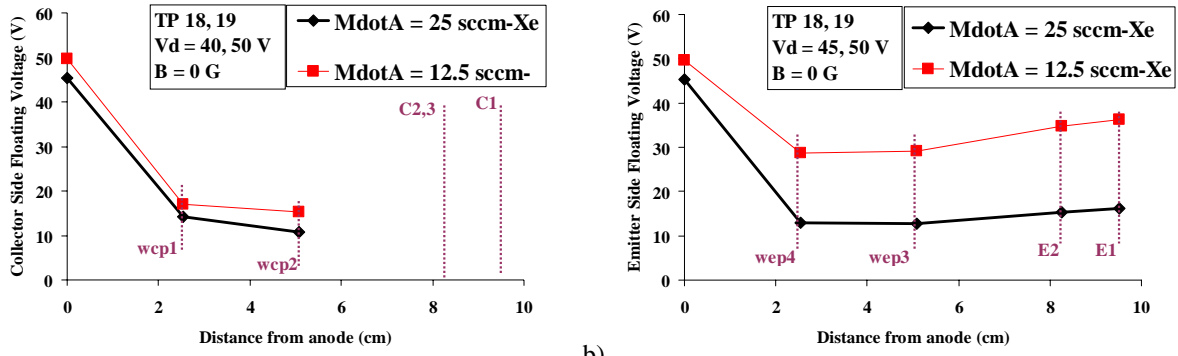 60
50
40
30
20
10
0
Collector Side Floating Voltage (V)
TP 18, 19
Vd = 40, 50 V
B = 0 G
MdotA = 25 sccm-Xe
MdotA = 12.5 sccm-
C2,3
C1
wcp1
wcp2
0 2 4 6 8 10
Distance from anode (cm)
60
50
40
30
20
10
0
Emitter Side Floating Voltage (V)
TP 18, 19
Vd = 45, 50 V
B = 0 G
MdotA = 25 sccm-Xe
MdotA = 12.5 sccm-Xe
wep4
wep3
E2
E1
0 2 4 6 8 10
Distance from anode (cm)